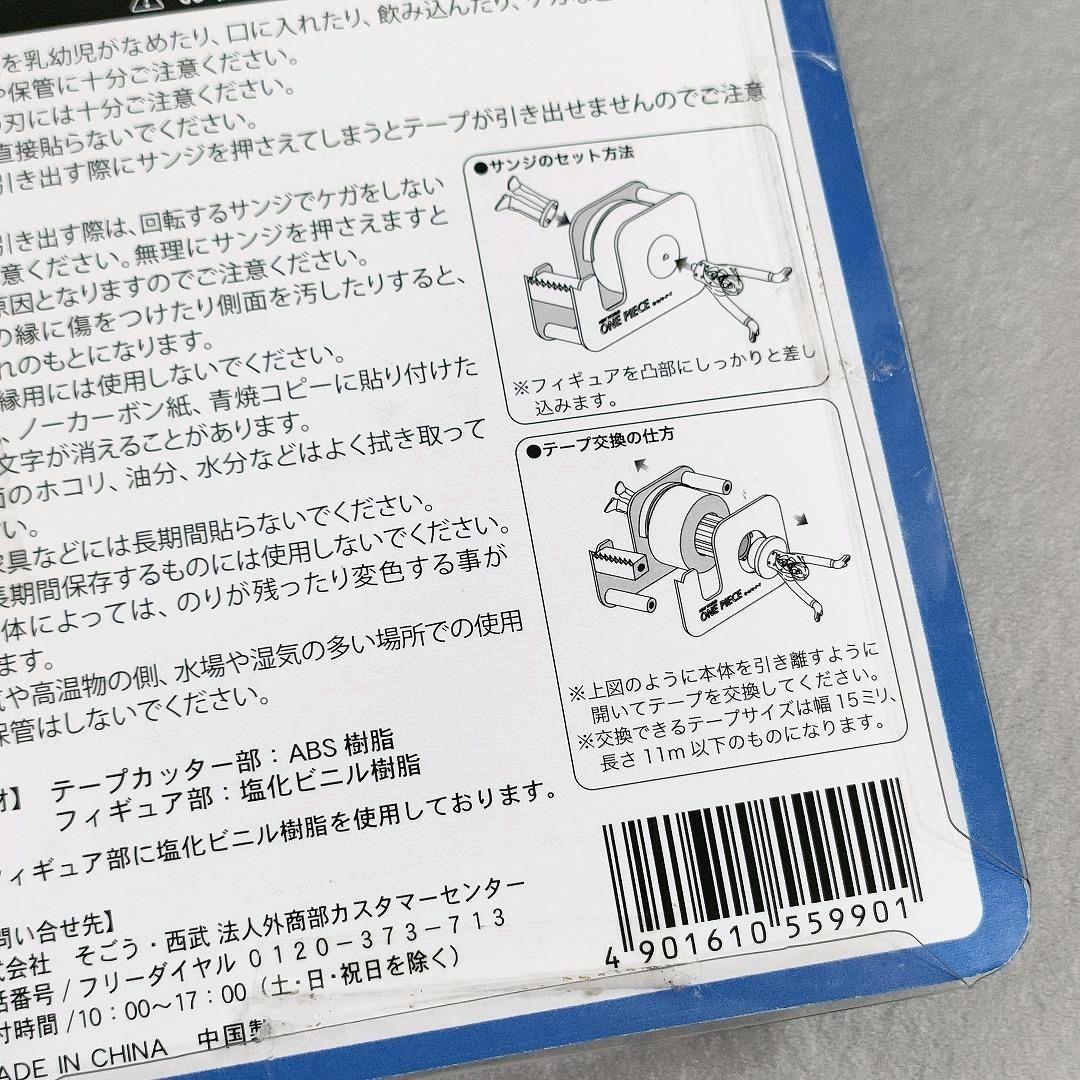 を乳幼児がなめたり、口に入れたり、飲み込んだり、
保管に十分ご注意ください。
刃には十分ご注意ください。
直接貼らないでください。
引き出す際にサンジを押さえてしまうとテープが引き出せませんのでご注意
引き出す際は、回転するサンジでケガをしない
意ください。無理にサンジを押さえますと
原因となりますのでご注意ください。
の縁に傷をつけたり側面を汚したりすると、
れのもとになります。
縁用には使用しないでください。
、ノーカーボン紙、青焼コピーに貼り付けた
文字が消えることがあります。
面のホコリ、油分、水分などはよく拭き取って
い。
家具などには長期間貼らないでください。
長期間保存するものには使用しないでください。
体によっては、のりが残ったり変色する事が
ます。
気や高温物の側、水場や湿気の多い場所での使用
保管はしないでください。
材】 テープカッター部：ABS樹脂
フィギュア部：塩化ビニル樹脂
フィギュア部に塩化ビニル樹脂を使用しております。
問い合せ先】
式会社 そごう・西武 法人外商部カスタマーセンター
話番号/フリーダイヤル 0120−373−713
付時間/10：00〜17：00（土・日・祝日を除く）
ADE IN CHINA 中国製
●サンジのセット方法
ONE PIECE
※フィギュアを凸部にしっかりと差し
込みます。
●テープ交換の仕方
ONE PIECE
※上図のように本体を引き離すように
開いてテープを交換してください。
※交換できるテープサイズは幅15ミリ、
長さ11m以下のものになります。
4 901610 559901